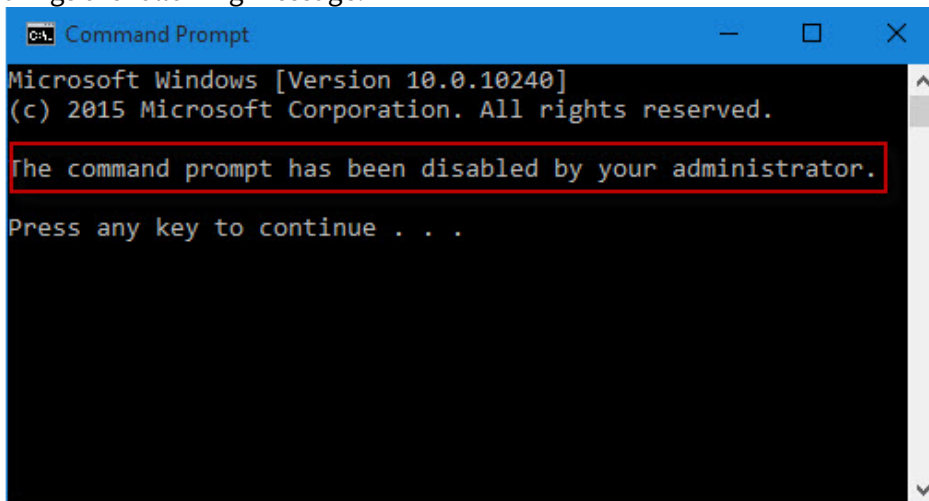 Command Prompt
Microsoft Windows [Version 10.0.10240]
(c) 2015 Microsoft Corporation. All rights reserved.
The command prompt has been disabled by your administrator.
Press any key to continue . . .